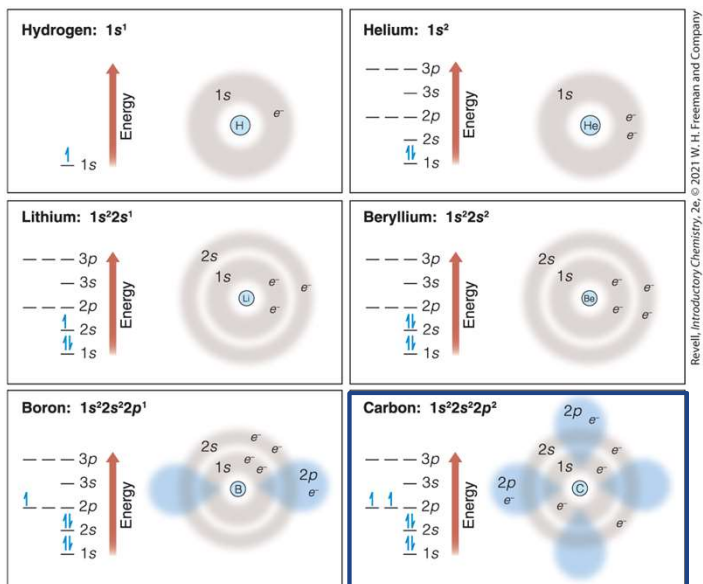 Hydrogen: 1s¹
1s
Energy
1s
H
e⁻
Helium: 1s²
3p
3s
2p
2s
1s
Energy
1s
He
e⁻
e⁻
Lithium: 1s²2s¹
3p
3s
2p
2s
1s
Energy
2s
1s
Li
e⁻
e⁻
e⁻
Beryllium: 1s²2s²
3p
3s
2p
2s
1s
Energy
2s
1s
Be
e⁻
e⁻
e⁻
e⁻
Boron: 1s²2s²2p¹
3p
3s
2p
2s
1s
Energy
2s
1s
B
2p
e⁻
e⁻
e⁻
e⁻
e⁻
Carbon: 1s²2s²2p²
3p
3s
2p
2s
1s
Energy
2p
e⁻
2s
e⁻
1s
e⁻
2p
e⁻
C
e⁻
e⁻
Revell, Introductory Chemistry, 2e, © 2021 W. H. Freeman and Company